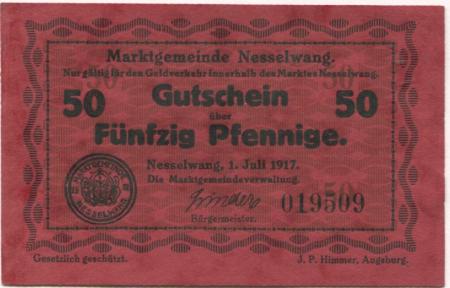 Marktgemeinde Nesselwang.
Nur gültig für den Geldverkehr innerhalb des Marktes Nesselwang.
50 Gutschein 50
über
Fünfzig Pfennige.
Nesselwang, 1. Juli 1917.
Die Marktgemeindeverwaltung.
019509
Bürgermeister.
NESSELWANG
Gesetzlich geschützt. J. P. Himmer, Augsburg.